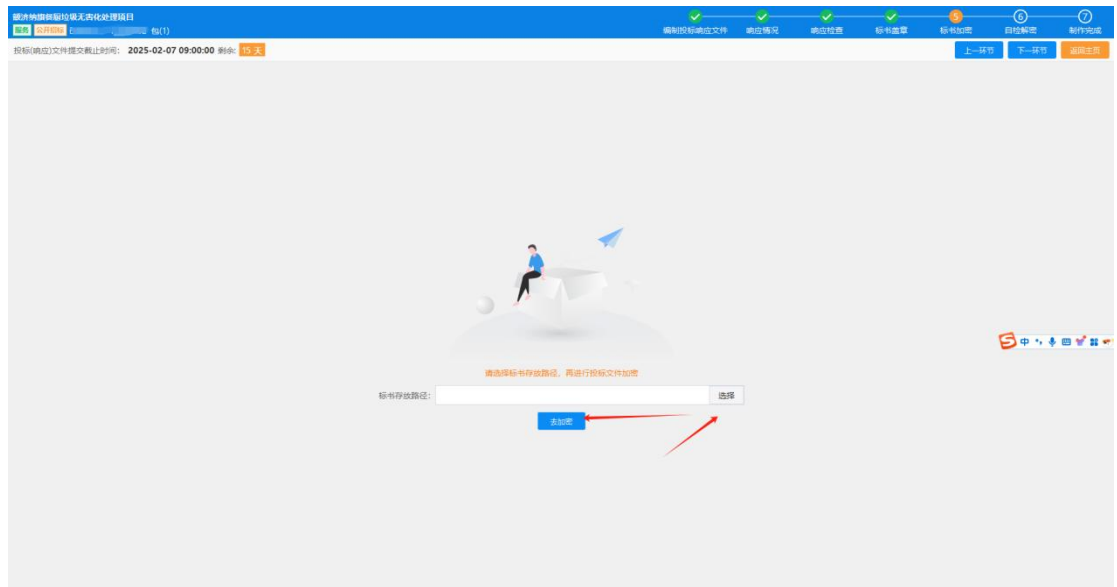 额济纳旗餐厨垃圾无害化处理项目
服务 公开招标 包(1)
编制投标响应文件 响应情况 响应检查 标书盖章 5 标书加密 6 自检解密 7 制作完成
投标(响应)文件提交截止时间： 2025-02-07 09:00:00 剩余: 15 天
上一环节 下一环节 返回主页
中
请选择标书存放路径，再进行投标文件加密
标书存放路径: 选择
去加密